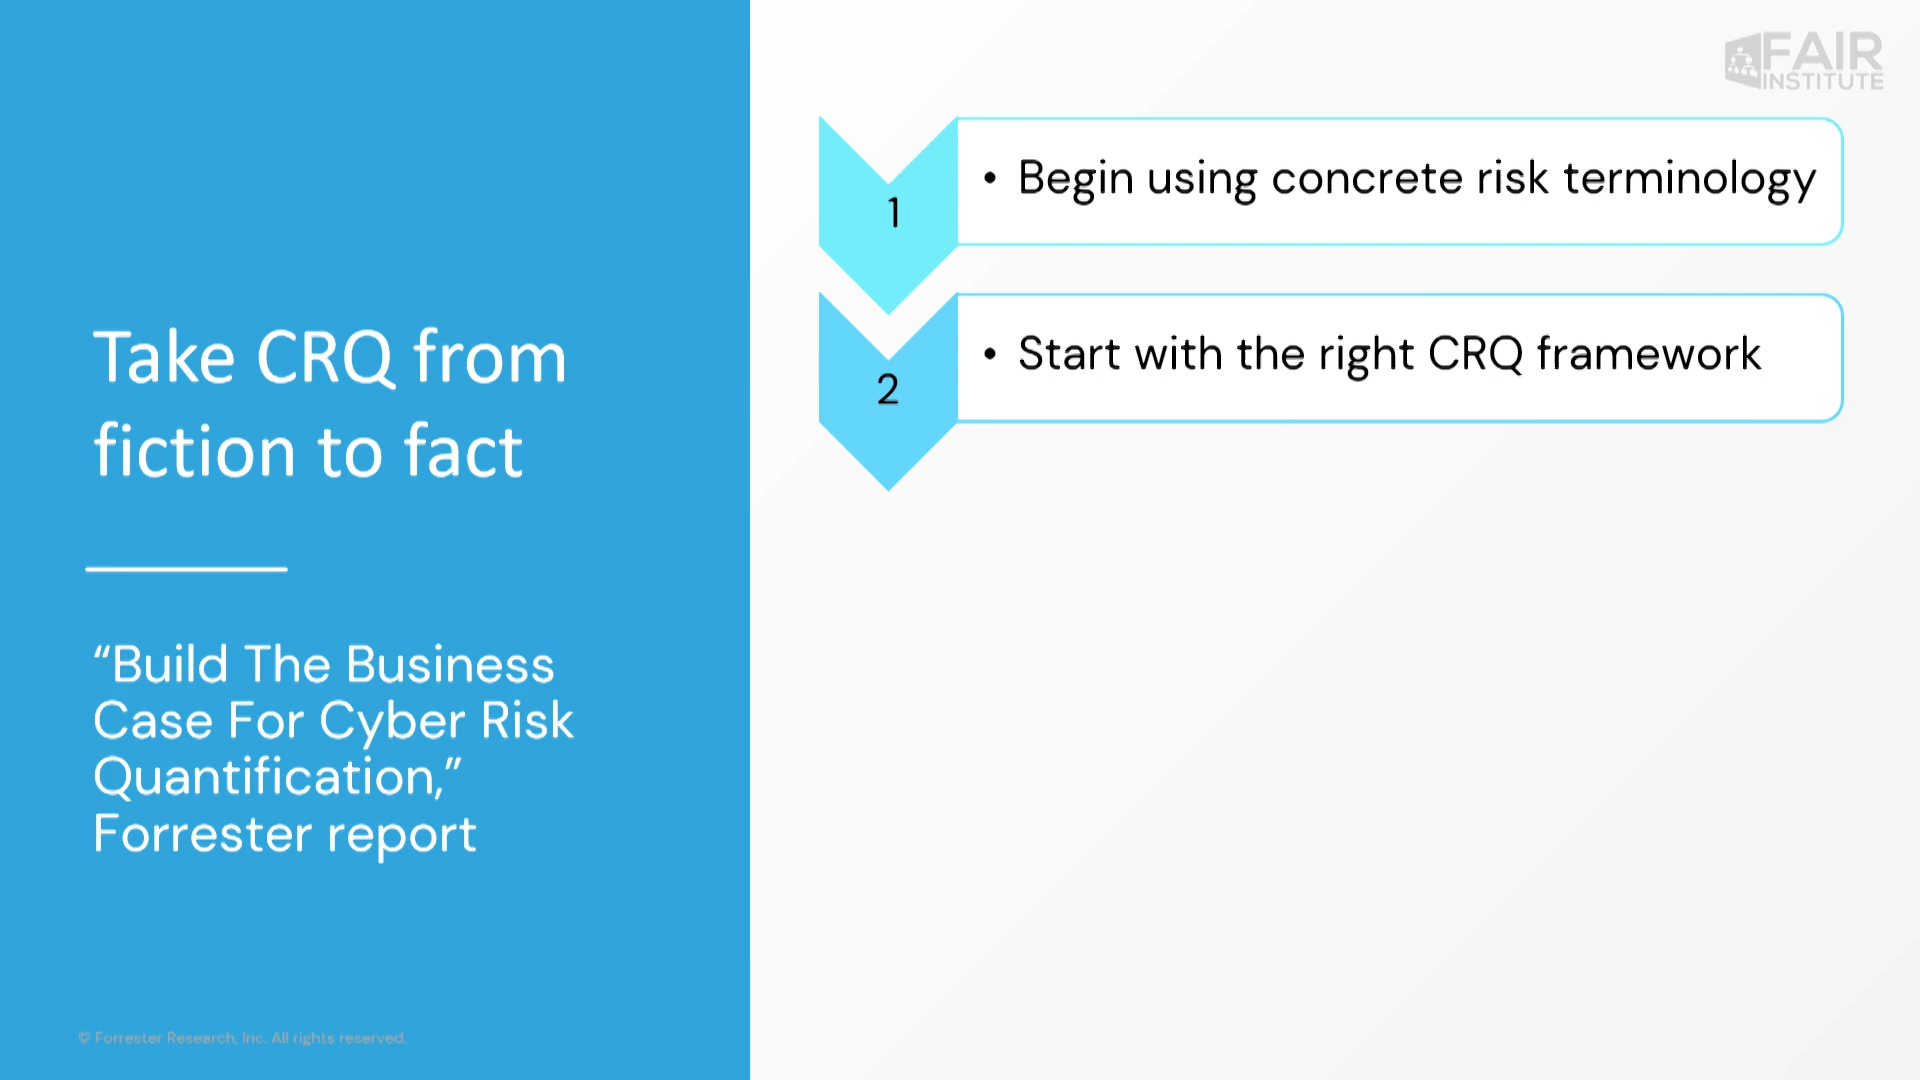 FAIR
INSTITUTE
Take CRQ from
fiction to fact
“Build The Business
Case For Cyber Risk
Quantification,”
Forrester report
© Forrester Research, Inc. All rights reserved.
1
• Begin using concrete risk terminology
2
• Start with the right CRQ framework